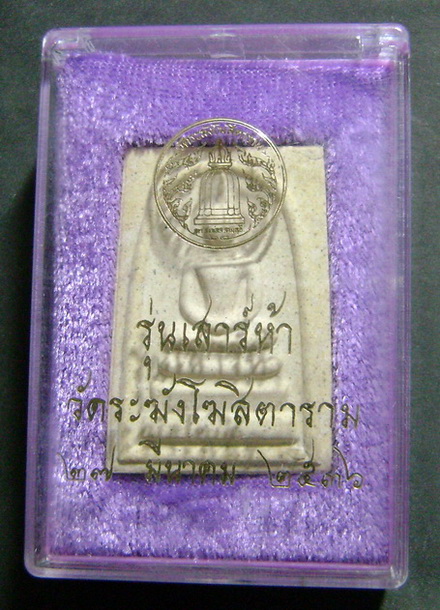 รุ่นเสาร์ห้า
วัดระฆังโฆสิตาราม
๒๗ มีนาคม ๒๕๓๖